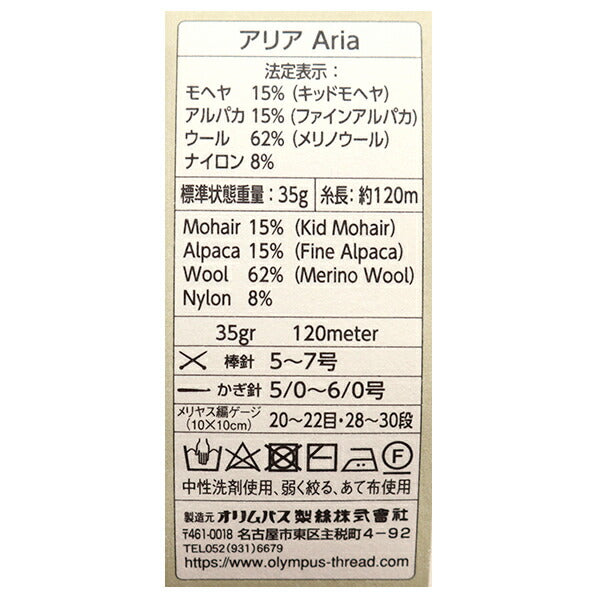 アリア Aria
法定表示：
モヘヤ 15% (キッドモヘヤ)
アルパカ 15% (ファインアルパカ)
ウール 62% (メリノウール)
ナイロン 8%
標準状態重量：35g 糸長：約120m
Mohair 15% (Kid Mohair)
Alpaca 15% (Fine Alpaca)
Wool 62% (Merino Wool)
Nylon 8%
35gr 120meter
棒針 5〜7号
かぎ針 5/0〜6/0号
メリヤス編ゲージ (10×10cm) 20〜22目・28〜30段
F
中性洗剤使用、弱く絞る、あて布使用
製造元 オリムパス製絲株式會社
〒461-0018 名古屋市東区主税町4-92
TEL052(931)6679
https://www.olympus-thread.com/